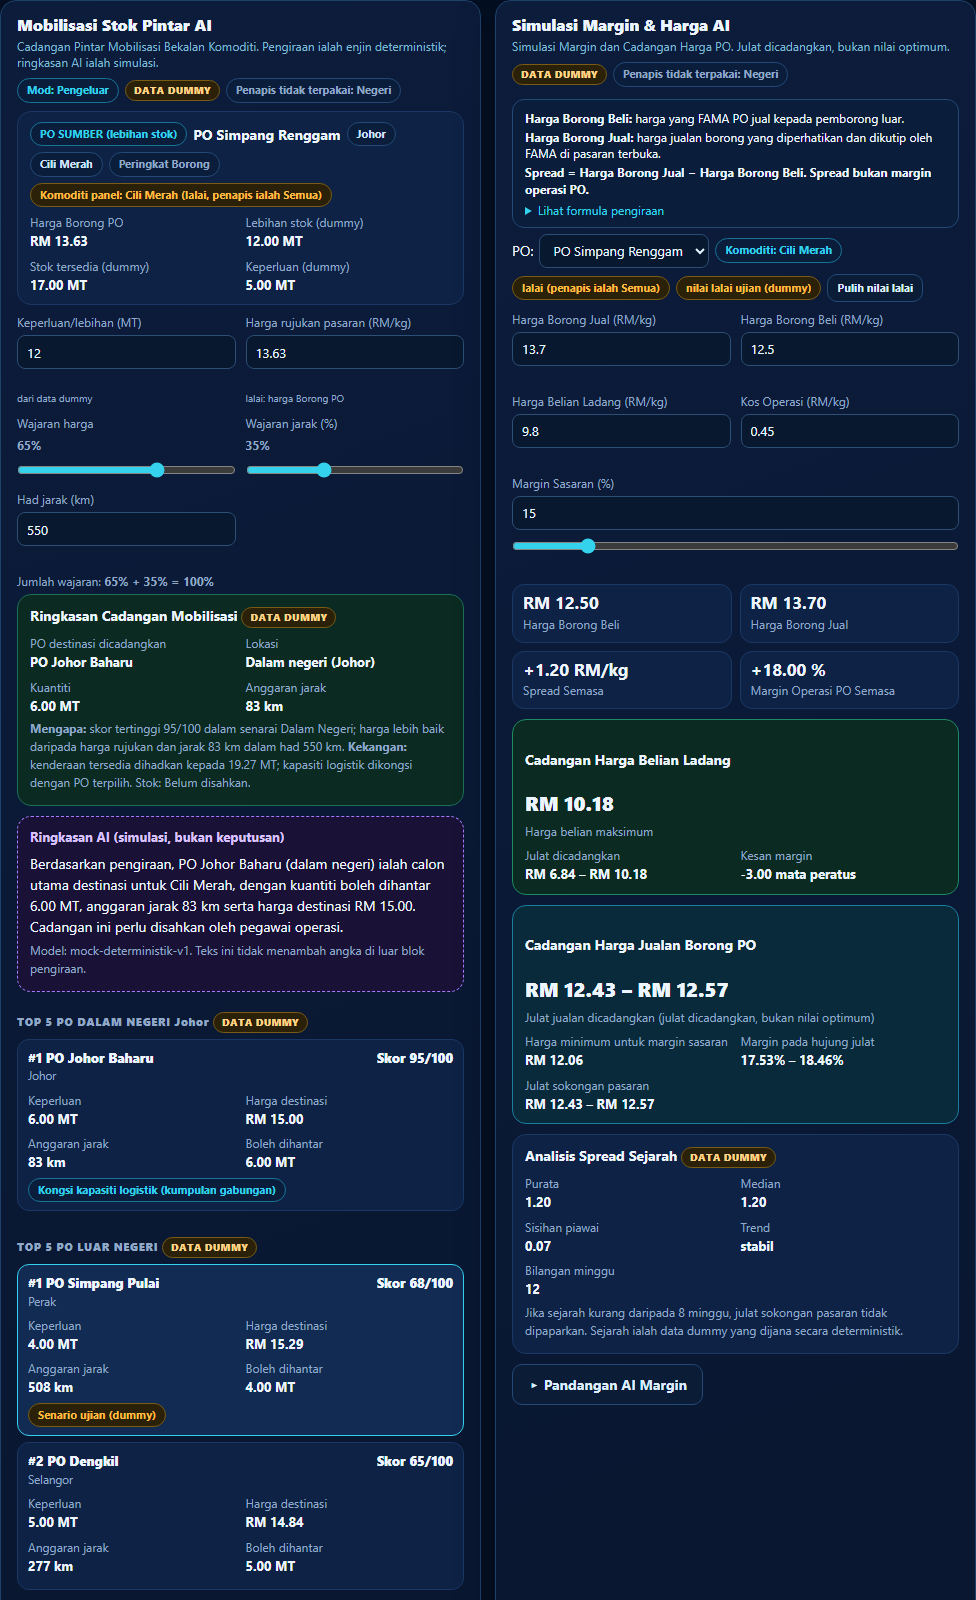 Mobilisasi Stok Pintar AI
Cadangan Pintar Mobilisasi Bekalan Komoditi. Pengiraan ialah enjin deterministik;
ringkasan AI ialah simulasi.
Mod: Pengeluar
DATA DUMMY
Penapis tidak terpakai: Negeri
PO SUMBER (lebihan stok)
PO Simpang Renggam
Johor
Cili Merah
Peringkat Borong
Komoditi panel: Cili Merah (lalai, penapis ialah Semua)
Harga Borong PO
Lebihan stok (dummy)
RM 13.63
12.00 MT
Stok tersedia (dummy)
Keperluan (dummy)
17.00 MT
5.00 MT
Keperluan/lebihan (MT)
Harga rujukan pasaran (RM/kg)
12
13.63
dari data dummy
lalai: harga Borong PO
Wajaran harga
Wajaran jarak (%)
65%
35%
Had jarak (km)
550
Jumlah wajaran: 65% + 35% = 100%
Ringkasan Cadangan Mobilisasi DATA DUMMY
PO destinasi dicadangkan
Lokasi
PO Johor Baharu
Dalam negeri (Johor)
Kuantiti
Anggaran jarak
6.00 MT
83 km
Mengapa: skor tertinggi 95/100 dalam senarai Dalam Negeri; harga lebih baik
daripada harga rujukan dan jarak 83 km dalam had 550 km. Kekangan:
kenderaan tersedia dihadkan kepada 19.27 MT; kapasiti logistik dikongsi
dengan PO terpilih. Stok: Belum disahkan.
Ringkasan AI (simulasi, bukan keputusan)
Berdasarkan pengiraan, PO Johor Baharu (dalam negeri) ialah calon
utama destinasi untuk Cili Merah, dengan kuantiti boleh dihantar
6.00 MT, anggaran jarak 83 km serta harga destinasi RM 15.00.
Cadangan ini perlu disahkan oleh pegawai operasi.
Model: mock-deterministik-v1. Teks ini tidak menambah angka di luar blok
pengiraan.
TOP 5 PO DALAM NEGERI Johor DATA DUMMY
#1 PO Johor Baharu
Skor 95/100
Johor
Keperluan
Harga destinasi
6.00 MT
RM 15.00
Anggaran jarak
Boleh dihantar
83 km
6.00 MT
Kongsi kapasiti logistik (kumpulan gabungan)
TOP 5 PO LUAR NEGERI DATA DUMMY
#1 PO Simpang Pulai
Skor 68/100
Perak
Keperluan
Harga destinasi
4.00 MT
RM 15.29
Anggaran jarak
Boleh dihantar
508 km
4.00 MT
Senario ujian (dummy)
#2 PO Dengkil
Skor 65/100
Selangor
Keperluan
Harga destinasi
5.00 MT
RM 14.84
Anggaran jarak
Boleh dihantar
277 km
5.00 MT
Simulasi Margin & Harga AI
Simulasi Margin dan Cadangan Harga PO. Julat dicadangkan, bukan nilai optimum.
DATA DUMMY
Penapis tidak terpakai: Negeri
Harga Borong Beli: harga yang FAMA PO jual kepada pemborong luar.
Harga Borong Jual: harga jualan borong yang diperhatikan dan dikutip oleh
FAMA di pasaran terbuka.
Spread = Harga Borong Jual − Harga Borong Beli. Spread bukan margin
operasi PO.
▶ Lihat formula pengiraan
PO: PO Simpang Renggam
Komoditi: Cili Merah
lalai (penapis ialah Semua)
nilai lalai ujian (dummy)
Pulih nilai lalai
Harga Borong Jual (RM/kg)
Harga Borong Beli (RM/kg)
13.7
12.5
Harga Belian Ladang (RM/kg)
Kos Operasi (RM/kg)
9.8
0.45
Margin Sasaran (%)
15
RM 12.50
Harga Borong Beli
RM 13.70
Harga Borong Jual
+1.20 RM/kg
Spread Semasa
+18.00 %
Margin Operasi PO Semasa
Cadangan Harga Belian Ladang
RM 10.18
Harga belian maksimum
Julat dicadangkan
Kesan margin
RM 6.84 – RM 10.18
-3.00 mata peratus
Cadangan Harga Jualan Borong PO
RM 12.43 – RM 12.57
Julat jualan dicadangkan (julat dicadangkan, bukan nilai optimum)
Harga minimum untuk margin sasaran
Margin pada hujung julat
RM 12.06
17.53% – 18.46%
Julat sokongan pasaran
RM 12.43 – RM 12.57
Analisis Spread Sejarah DATA DUMMY
Purata
Median
1.20
1.20
Sisihan piawai
Trend
0.07
stabil
Bilangan minggu
12
Jika sejarah kurang daripada 8 minggu, julat sokongan pasaran tidak
dipaparkan. Sejarah ialah data dummy yang dijana secara deterministik.
▸ Pandangan AI Margin